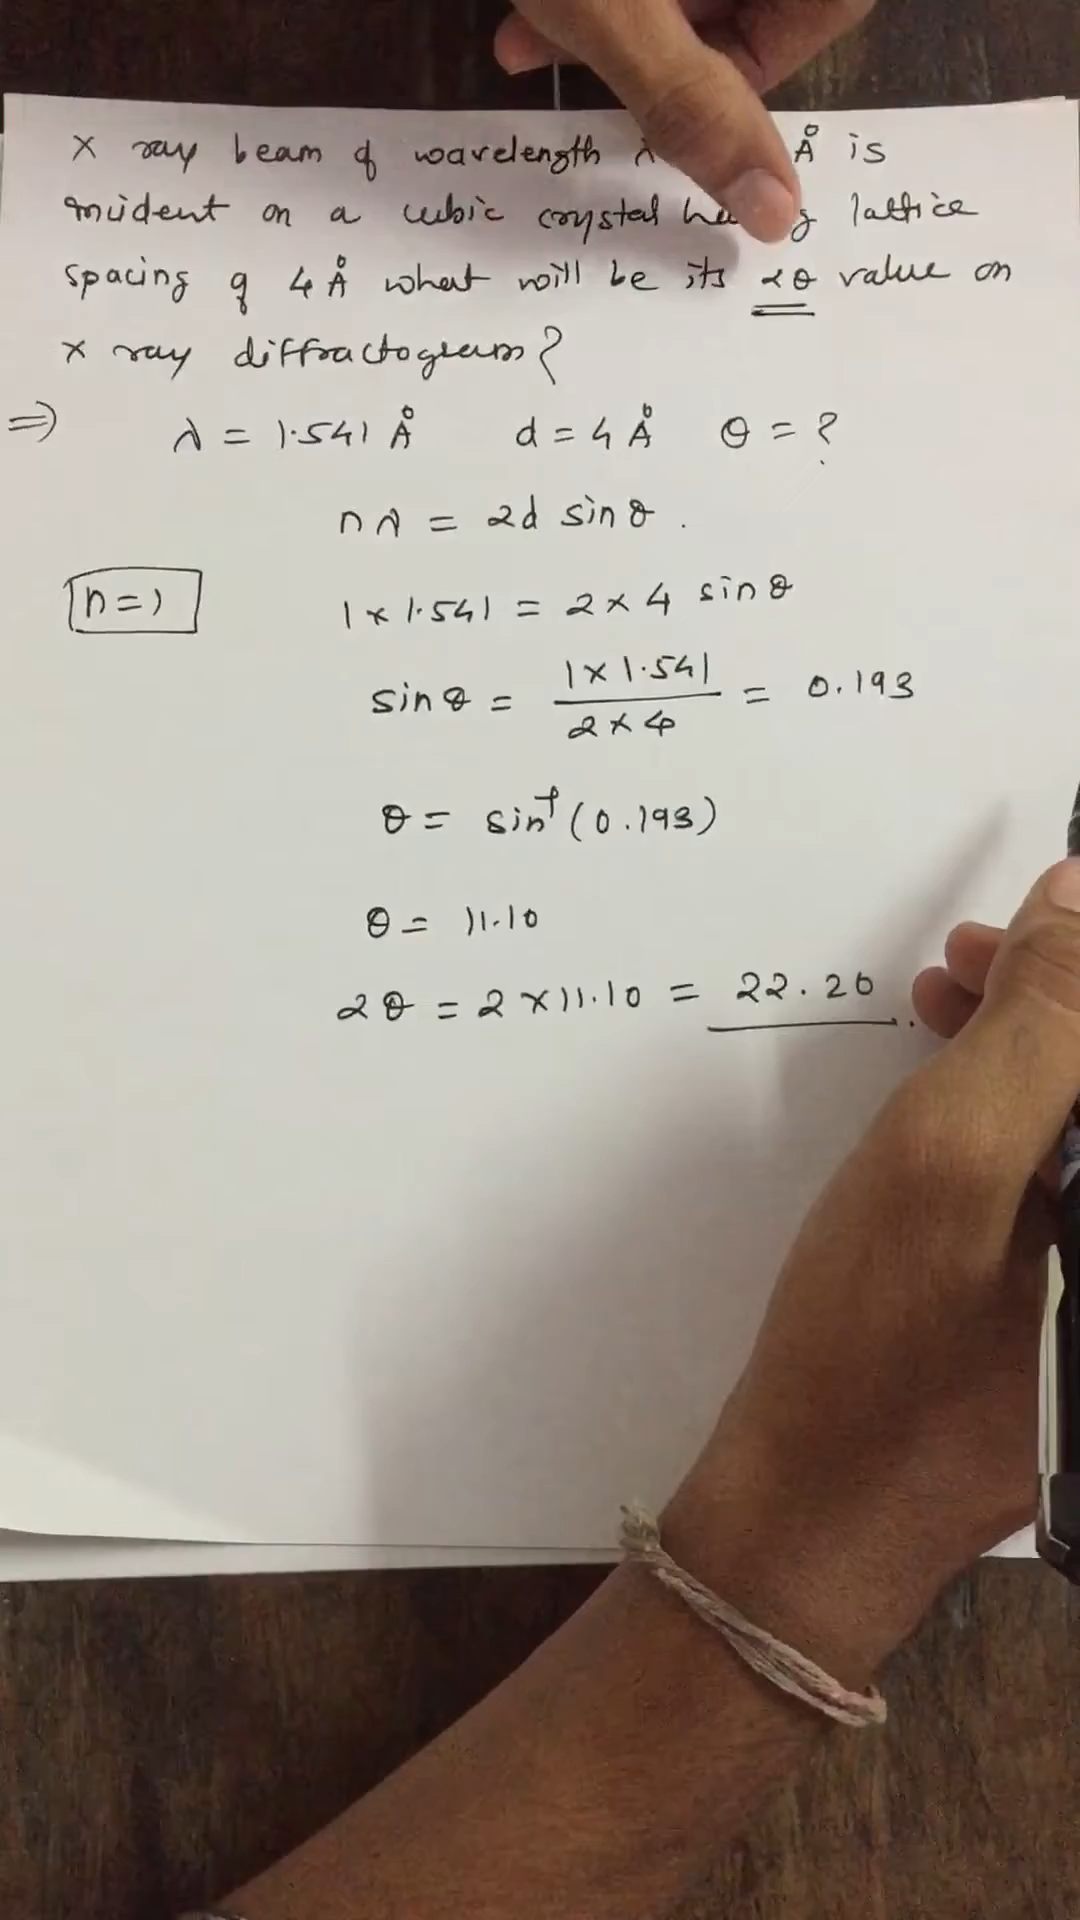 X ray beam of wavelength λ Å is
incident on a cubic crystal lattice
spacing of 4 Å what will be its 2θ value on
X ray diffractogram?
⇒ λ = 1.541 Å d = 4 Å θ = ?
nλ = 2d sin θ.
n=1 1 × 1.541 = 2 × 4 sin θ
sin θ = 1 × 1.541 / 2 × 4 = 0.193
θ = sin⁻¹ (0.193)
θ = 11.10
2θ = 2 × 11.10 = 22.20.